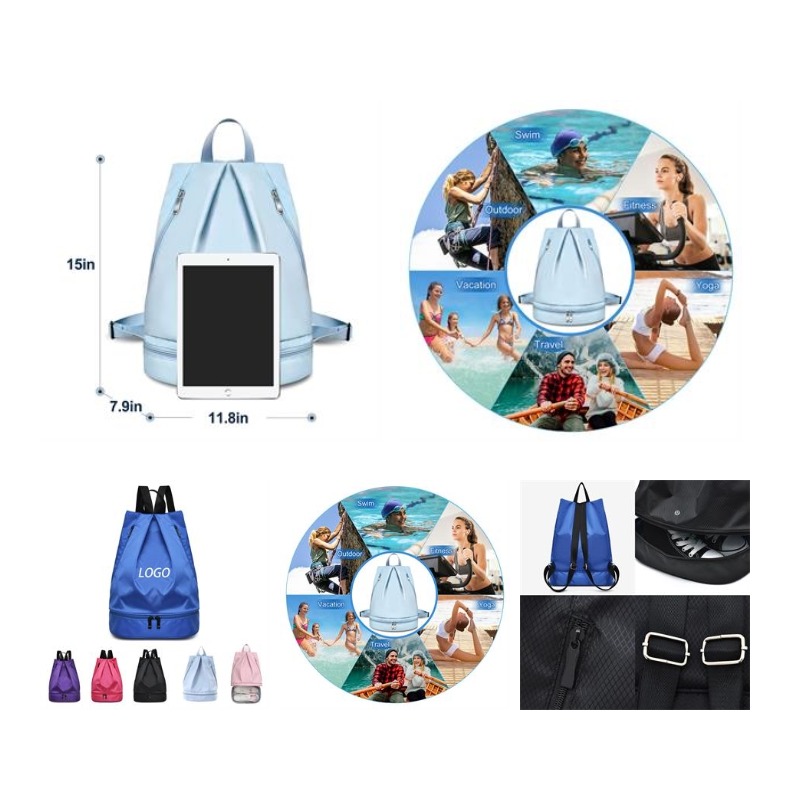 15in
7.9in
11.8in
Swim
Outdoor
Fitness
Vacation
Yoga
Travel
LOGO
Swim
Outdoor
Fitness
Vacation
Yoga
Travel